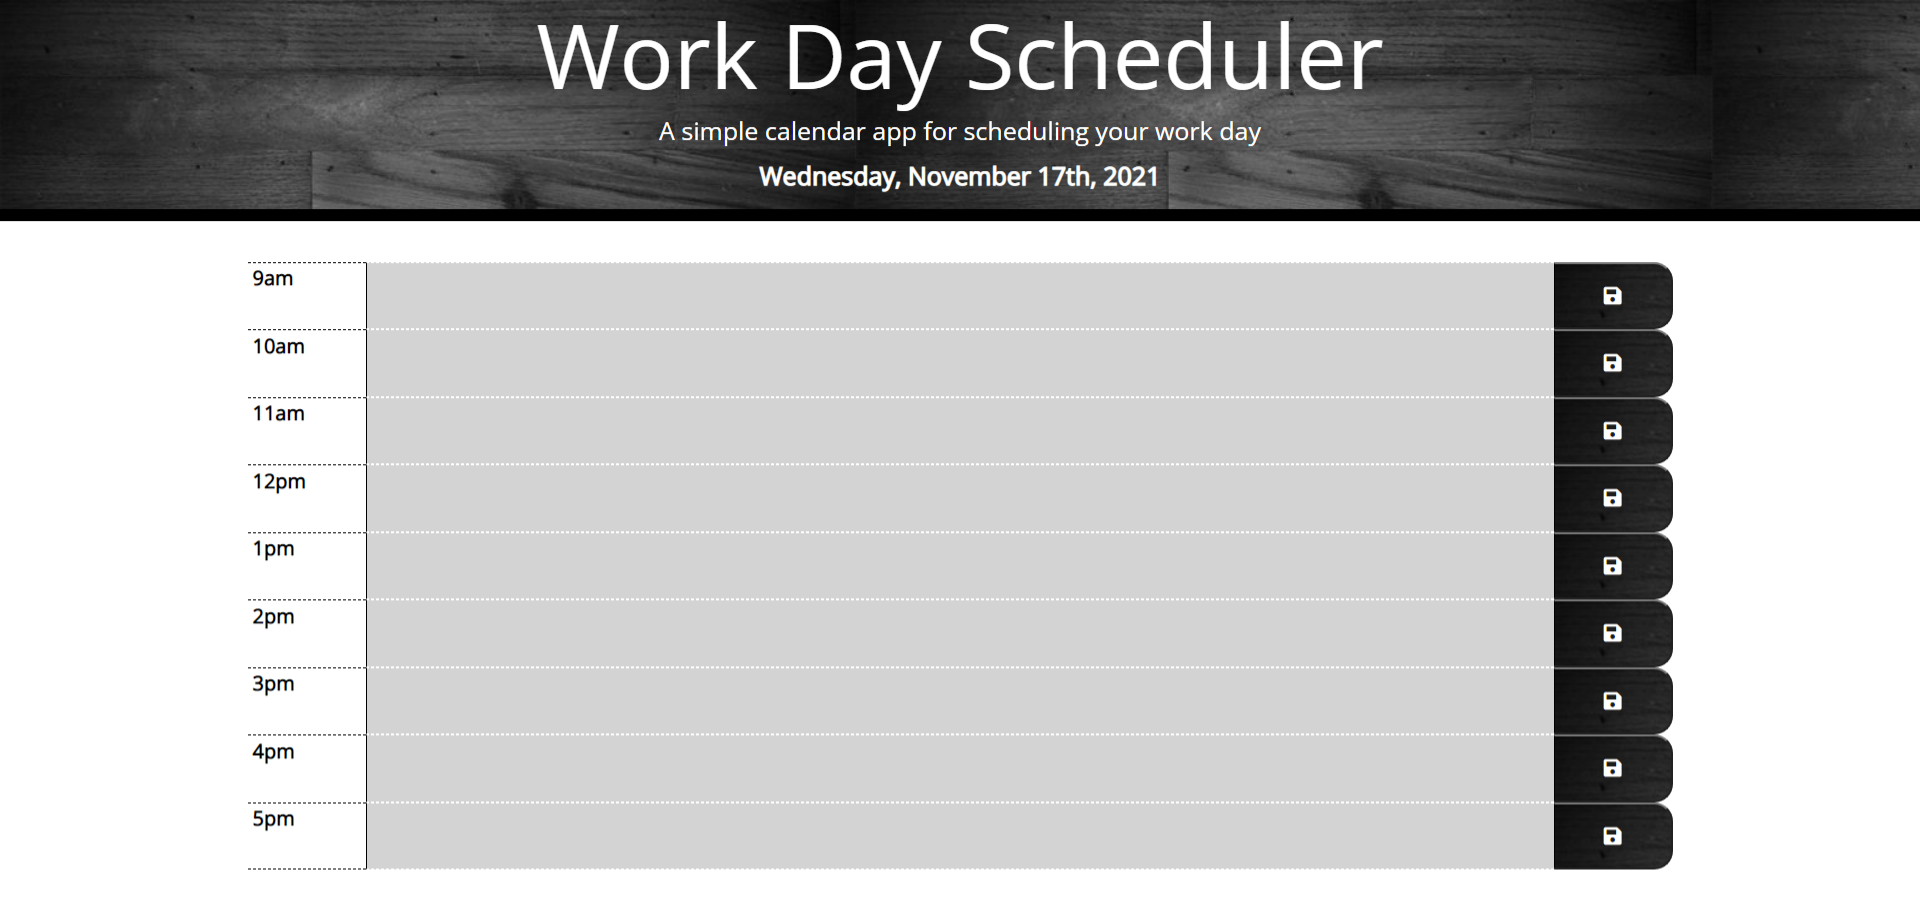 Work Day Scheduler
A simple calendar app for scheduling your work day
Wednesday, November 17th, 2021
9am
10am
11am
12pm
1pm
2pm
3pm
4pm
5pm